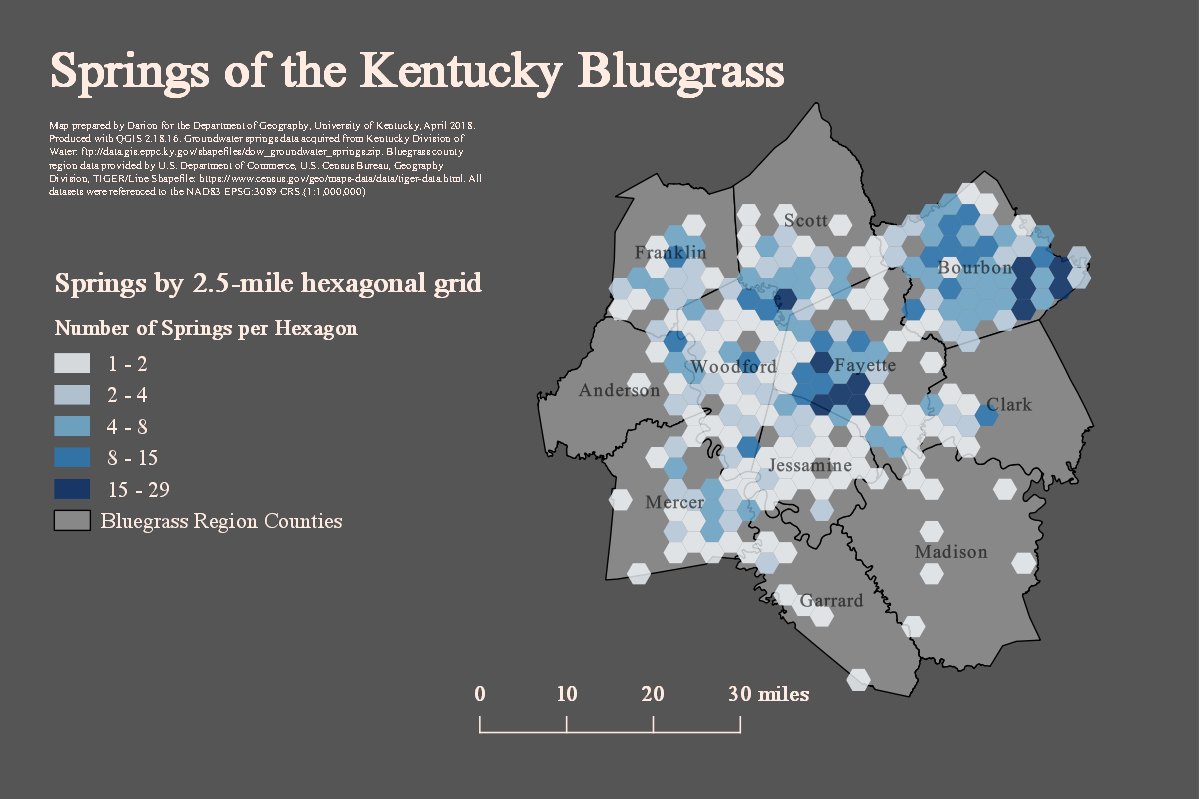 Springs of the Kentucky Bluegrass
Map prepared by Darion for the Department of Geography, University of Kentucky, April 2018.
Produced with QGIS 2.18.16. Groundwater springs data acquired from Kentucky Division of
Water: ftp://data.gis.eppc.ky.gov/shapefiles/dow_groundwater_springs.zip. Bluegrass county
region data provided by U.S. Department of Commerce, U.S. Census Bureau, Geography
Division, TIGER/Line Shapefile: https://www.census.gov/geo/maps-data/data/tiger-data.html. All
datasets were referenced to the NAD83 EPSG:3089 CRS.(1:1,000,000)
Springs by 2.5-mile hexagonal grid
Number of Springs per Hexagon
1 - 2
2 - 4
4 - 8
8 - 15
15 - 29
Bluegrass Region Counties
Scott
Franklin
Bourbon
Woodford
Fayette
Anderson
Clark
Jessamine
Mercer
Madison
Garrard
0 10 20 30 miles